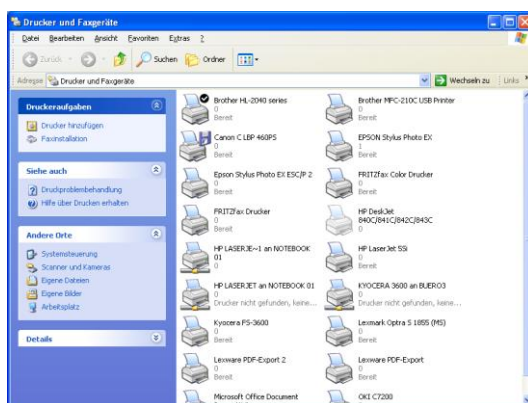 Drucker und Faxgeräte
Datei Bearbeiten Ansicht Favoriten Extras ?
Zurück Suchen Ordner
Adresse Drucker und Faxgeräte Wechseln zu Links
Druckeraufgaben
Drucker hinzufügen
Faxinstallation
Siehe auch
Druckproblembehandlung
Hilfe über Drucken erhalten
Andere Orte
Systemsteuerung
Scanner und Kameras
Eigene Dateien
Eigene Bilder
Arbeitsplatz
Details
Brother HL-2040 series
0
Bereit
Brother MFC-210C USB Printer
0
Bereit
Canon C LBP 460PS
0
Bereit
EPSON Stylus Photo EX
1
Bereit
Epson Stylus Photo EX ESC/P 2
0
Bereit
FRITZfax Color Drucker
0
Bereit
FRITZfax Drucker
0
Bereit
HP DeskJet
840C/841C/842C/843C
0
HP LASERJE~1 an NOTEBOOK
01
0
HP LaserJet 5Si
0
Bereit
HP LASERJET an NOTEBOOK 01
0
Drucker nicht gefunden, keine...
KYOCERA 3600 an BUERO3
0
Drucker nicht gefunden, keine...
Kyocera FS-3600
0
Bereit
Lexmark Optra S 1855 (MS)
0
Bereit
Lexware PDF-Export 2
0
Bereit
Lexware PDF-Export
0
Bereit
Microsoft Office Document
OKI C7200
0